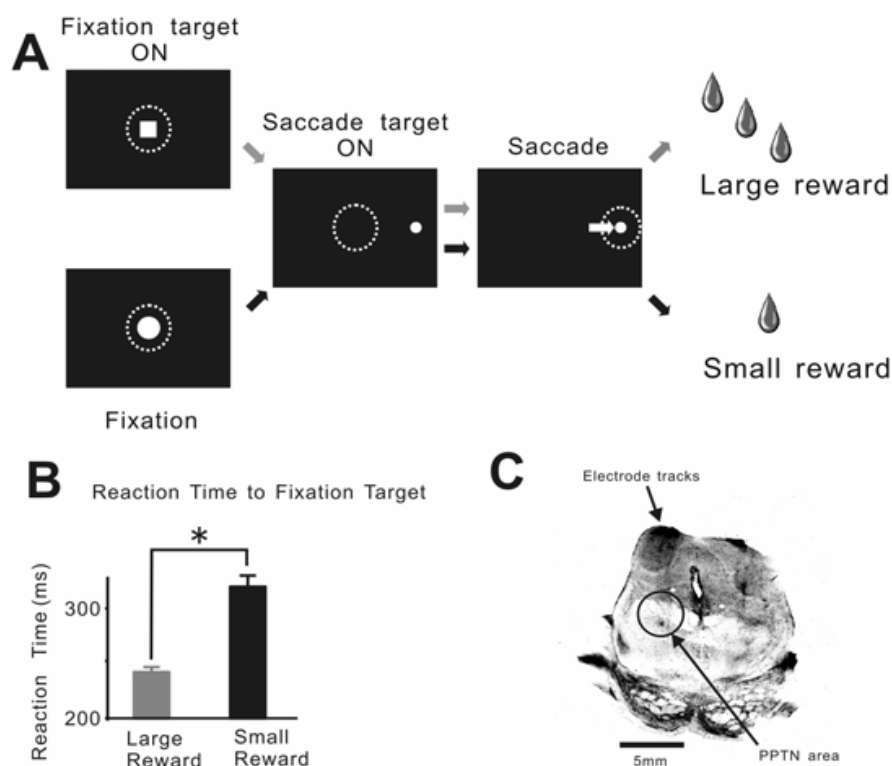 A
Fixation target
ON
Saccade target
ON
Saccade
Large reward
Small reward
Fixation
B
Reaction Time to Fixation Target
*
Reaction Time (ms)
300
200
Large
Reward
Small
Reward
C
Electrode tracks
PPTN area
5mm